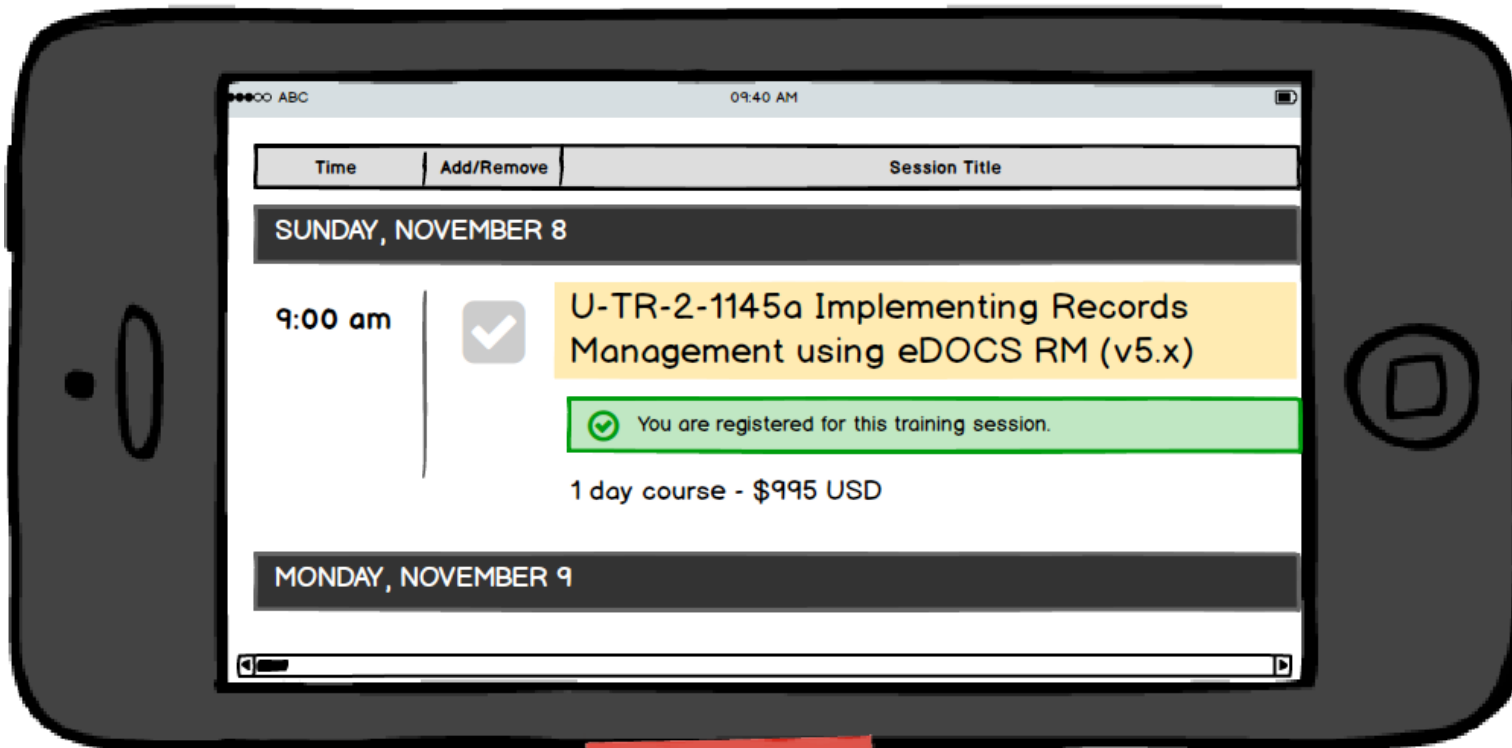 ABC 09:40 AM
Time Add/Remove Session Title
SUNDAY, NOVEMBER 8
9:00 am
U-TR-2-1145a Implementing Records
Management using eDOCS RM (v5.x)
You are registered for this training session.
1 day course - $995 USD
MONDAY, NOVEMBER 9